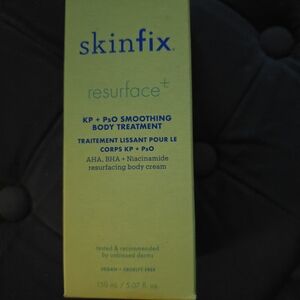 skinfix
resurface+
KP + PsO SMOOTHING
BODY TREATMENT
TRAITEMENT LISSANT POUR LE
CORPS KP + PsO
AHA, BHA + Niacinamide
resurfacing body cream
tested & recommended
by unbiased derms
VEGAN + CRUELTY FREE
150 mL / 5.07 fl. oz.